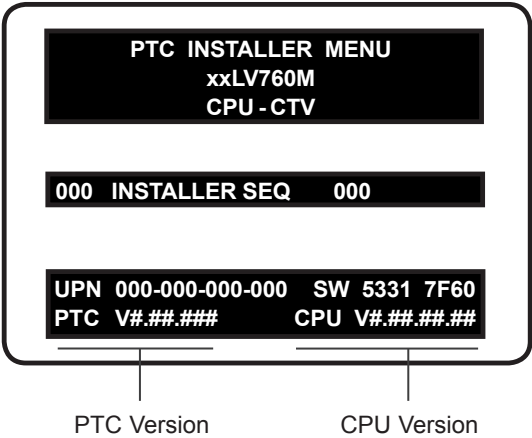 PTC INSTALLER MENU
xxLV760M
CPU - CTV
000 INSTALLER SEQ 000
UPN 000-000-000-000 SW 5331 7F60
PTC V#.##.### CPU V#.##.##.##
PTC Version CPU Version